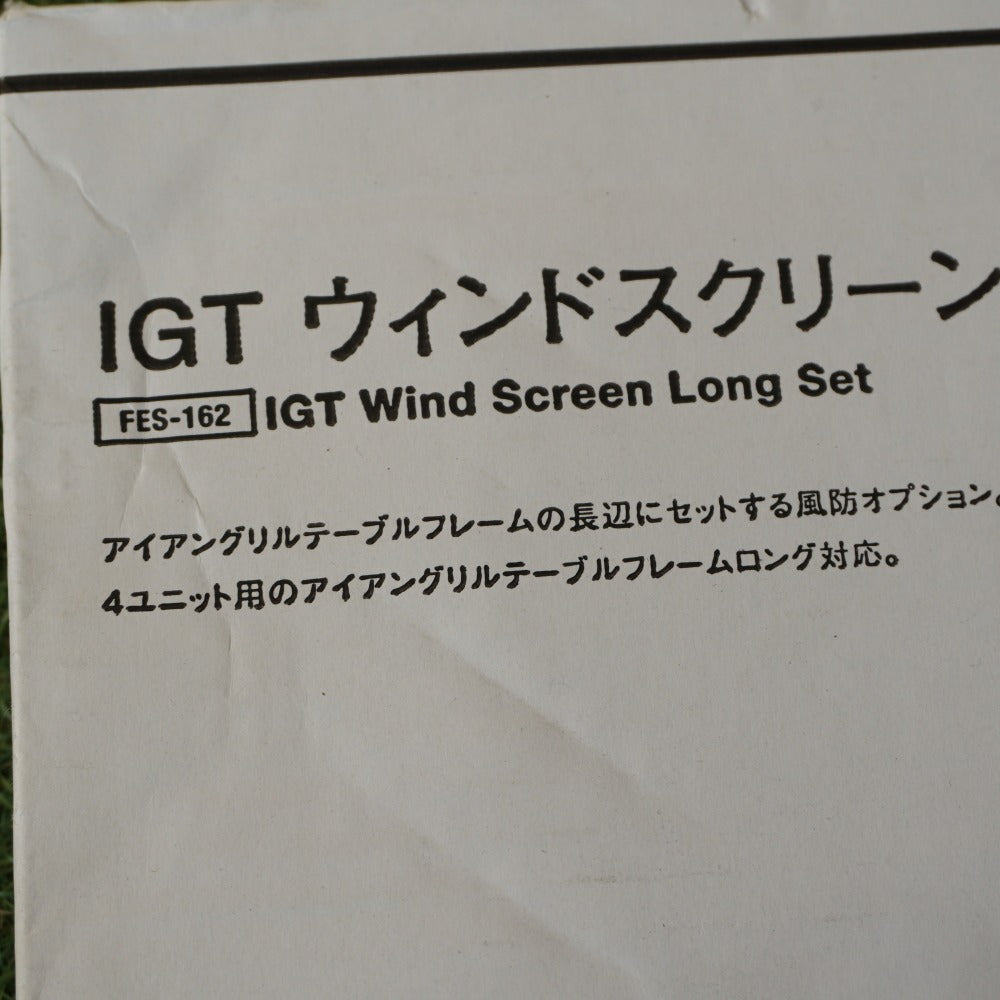 IGT ウィンドスクリーン
FES-162 IGT Wind Screen Long Set
アイアングリルテーブルフレームの長辺にセットする風防オプション。
4ユニット用のアイアングリルテーブルフレームロング対応。